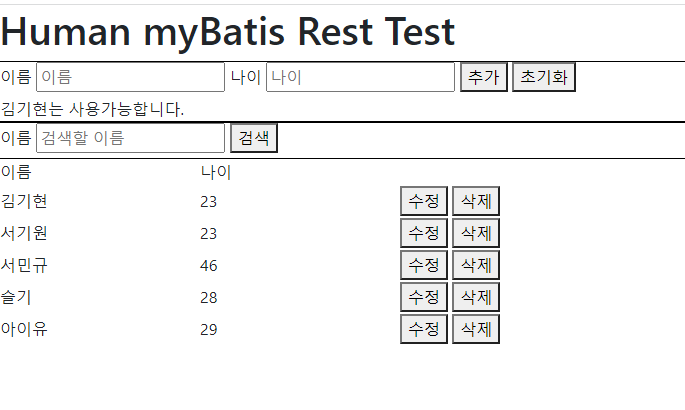 Human myBatis Rest Test
이름 이름 나이 나이 추가 초기화
김기현는 사용가능합니다.
이름 검색할 이름 검색
이름 나이
김기현 23 수정 삭제
서기원 23 수정 삭제
서민규 46 수정 삭제
슬기 28 수정 삭제
아이유 29 수정 삭제